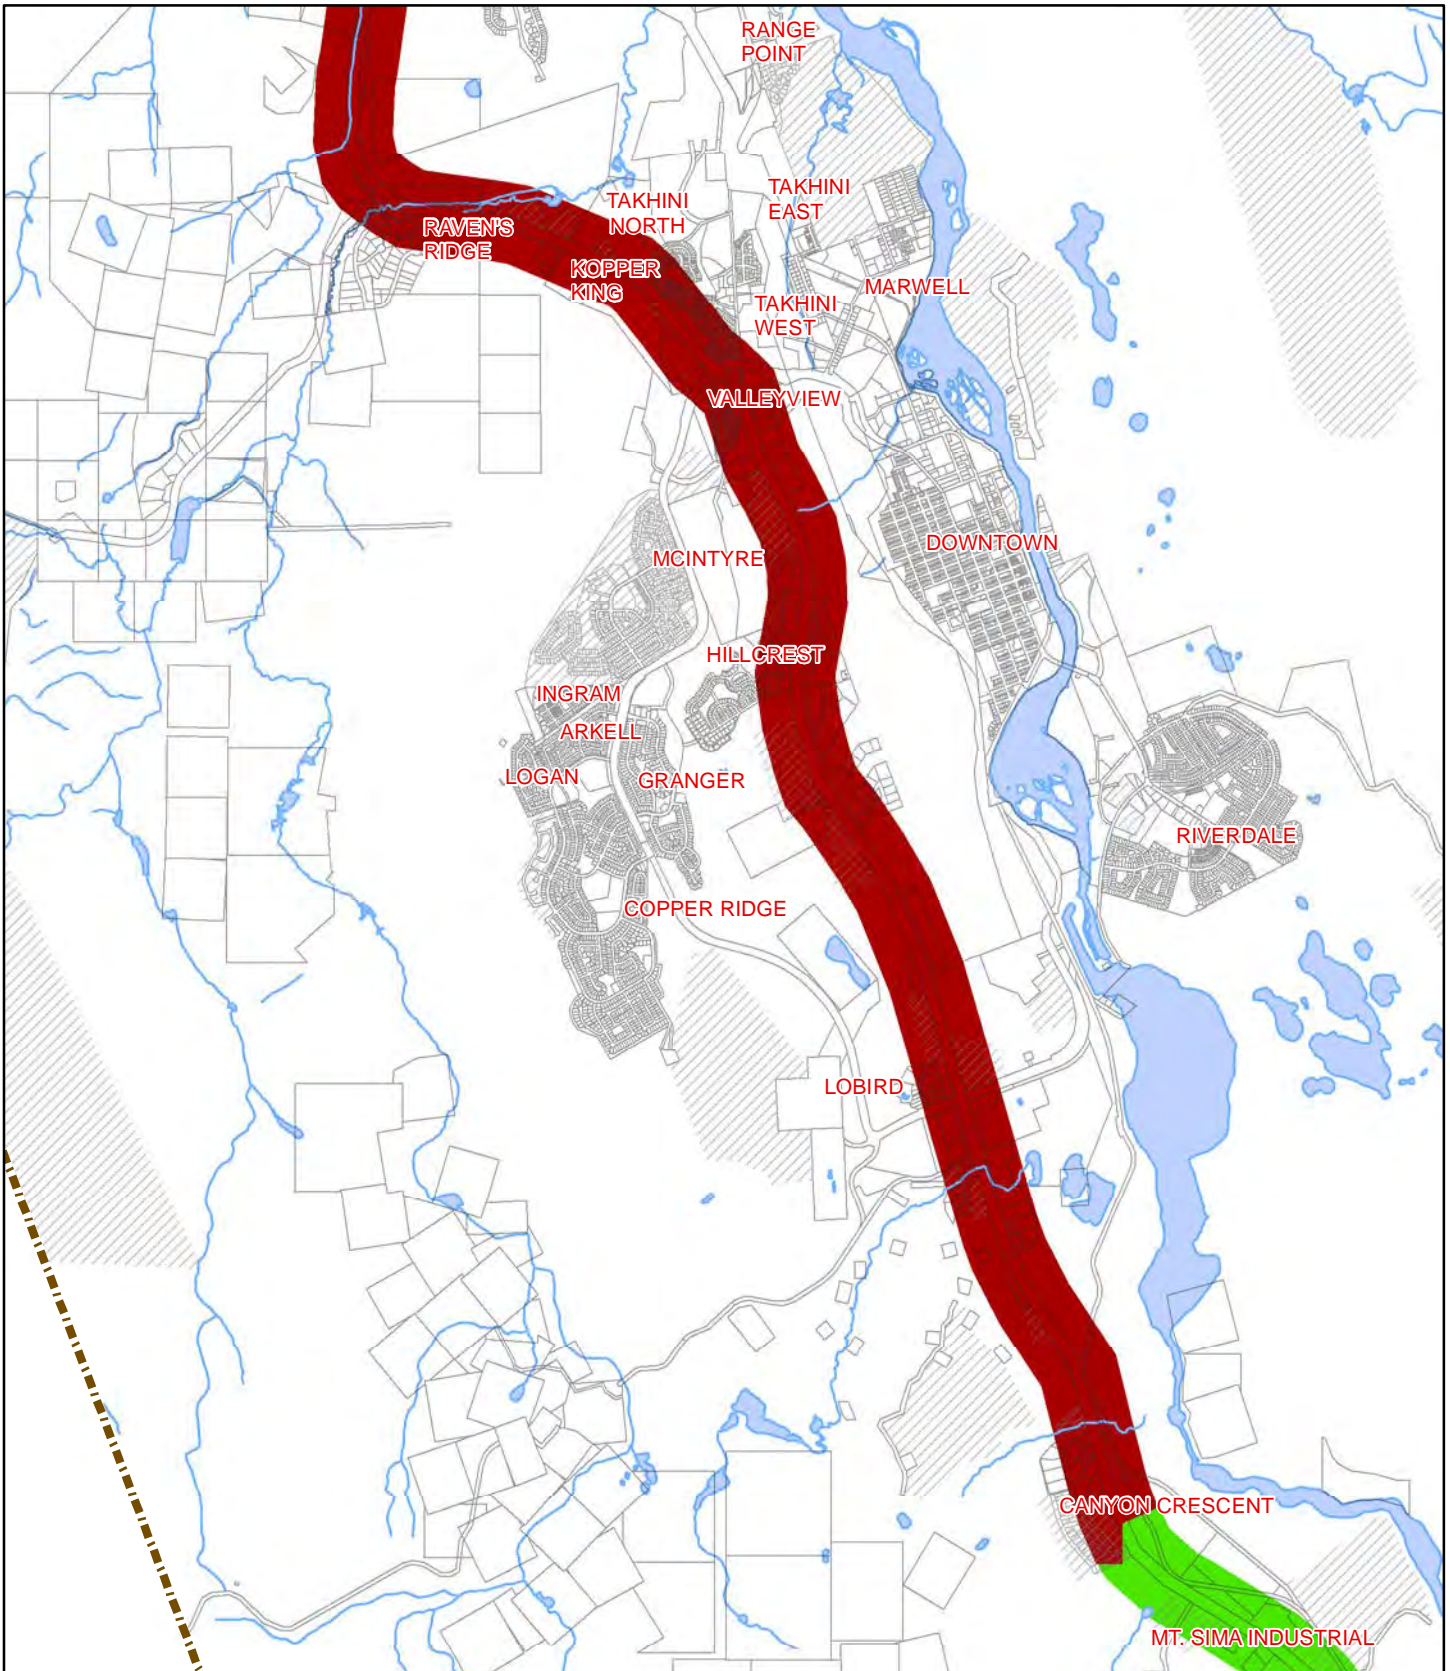 RANGE
POINT
TAKHINI
EAST
TAKHINI
NORTH
RAVEN'S
RIDGE
KOPPER
KING
MARWELL
TAKHINI
WEST
VALLEYVIEW
DOWNTOWN
MCINTYRE
HILLCREST
INGRAM
ARKELL
LOGAN
GRANGER
RIVERDALE
COPPER RIDGE
LOBIRD
CANYON CRESCENT
MT. SIMA INDUSTRIAL